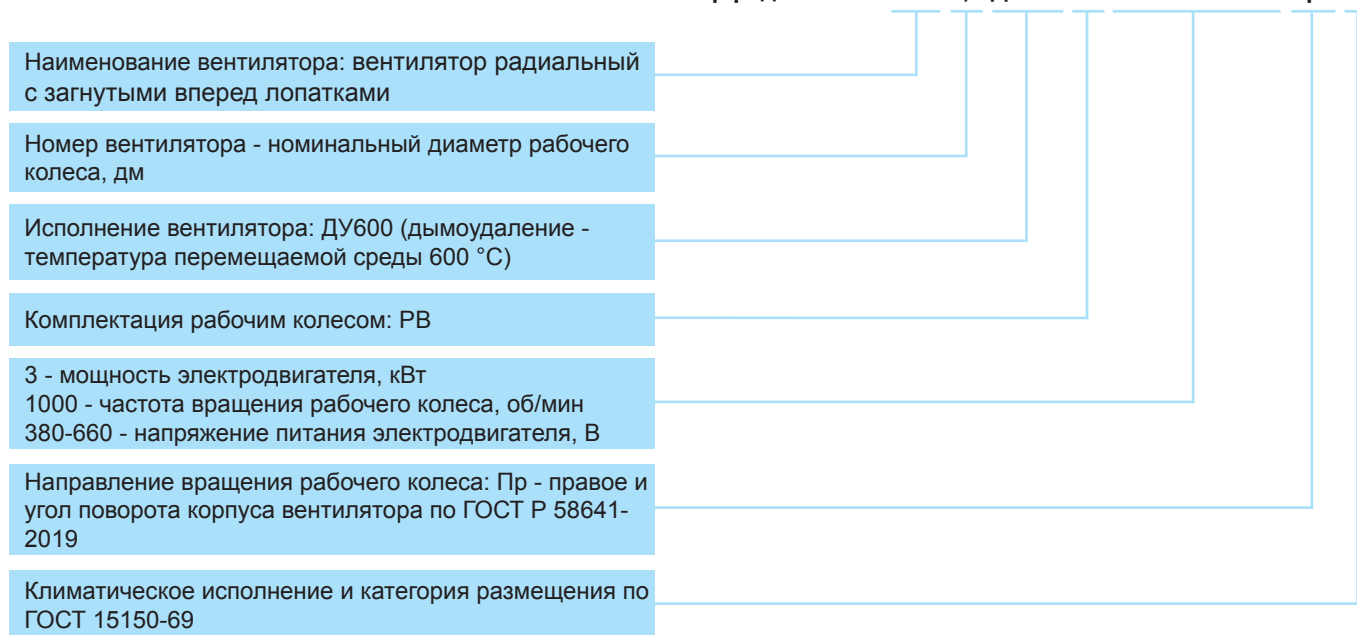 Наименование вентилятора: вентилятор радиальный
с загнутыми вперед лопатками
Номер вентилятора - номинальный диаметр рабочего
колеса, дм
Исполнение вентилятора: ДУ600 (дымоудаление -
температура перемещаемой среды 600 °С)
Комплектация рабочим колесом: РВ
3 - мощность электродвигателя, кВт
1000 - частота вращения рабочего колеса, об/мин
380-660 - напряжение питания электродвигателя, В
Направление вращения рабочего колеса: Пр - правое и
угол поворота корпуса вентилятора по ГОСТ Р 58641-
2019
Климатическое исполнение и категория размещения по
ГОСТ 15150-69